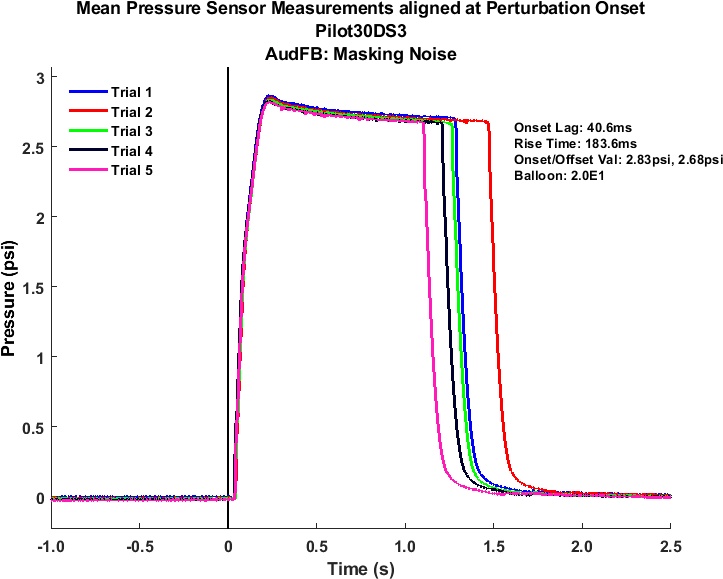 Mean Pressure Sensor Measurements aligned at Perturbation Onset
Pilot30DS3
AudFB: Masking Noise
3
2.5
2
1.5
1
0.5
0
Pressure (psi)
Trial 1
Trial 2
Trial 3
Trial 4
Trial 5
Onset Lag: 40.6ms
Rise Time: 183.6ms
Onset/Offset Val: 2.83psi, 2.68psi
Balloon: 2.0E1
-1.0 -0.5 0 0.5 1.0 1.5 2.0 2.5
Time (s)